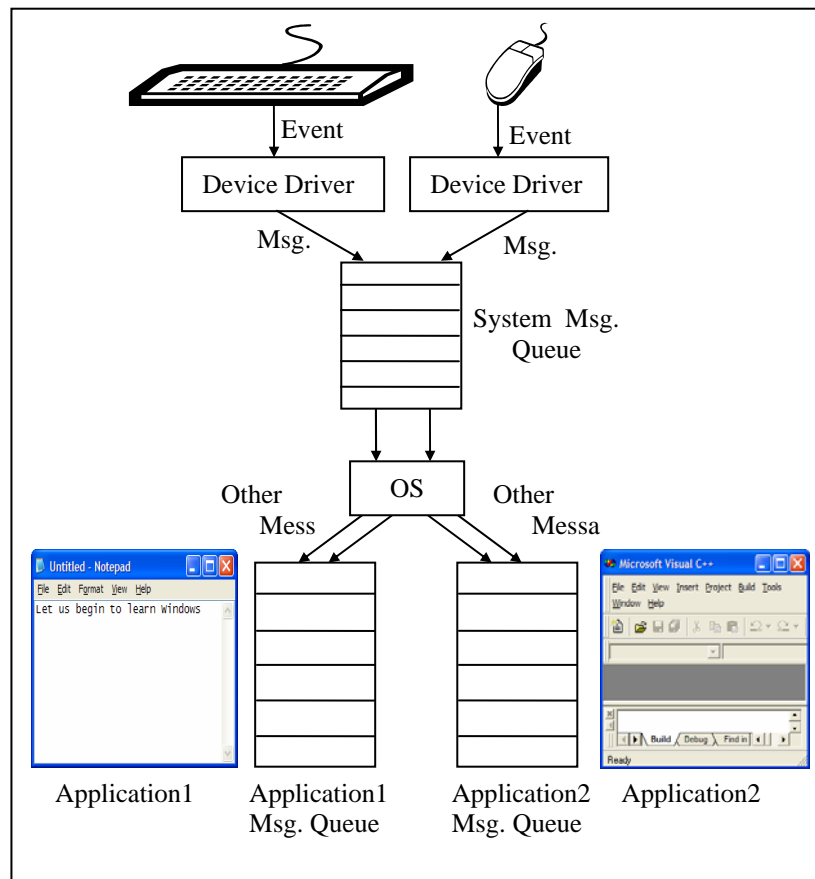 Event
Event
Device Driver
Device Driver
Msg.
Msg.
System Msg.
Queue
OS
Other
Mess
Other
Messa
Untitled - Notepad
File Edit Format View Help
Let us begin to learn Windows
Microsoft Visual C++
File Edit View Insert Project Build Tools
Window Help
Build Debug Find in
Ready
Application1
Application1
Msg. Queue
Application2
Msg. Queue
Application2